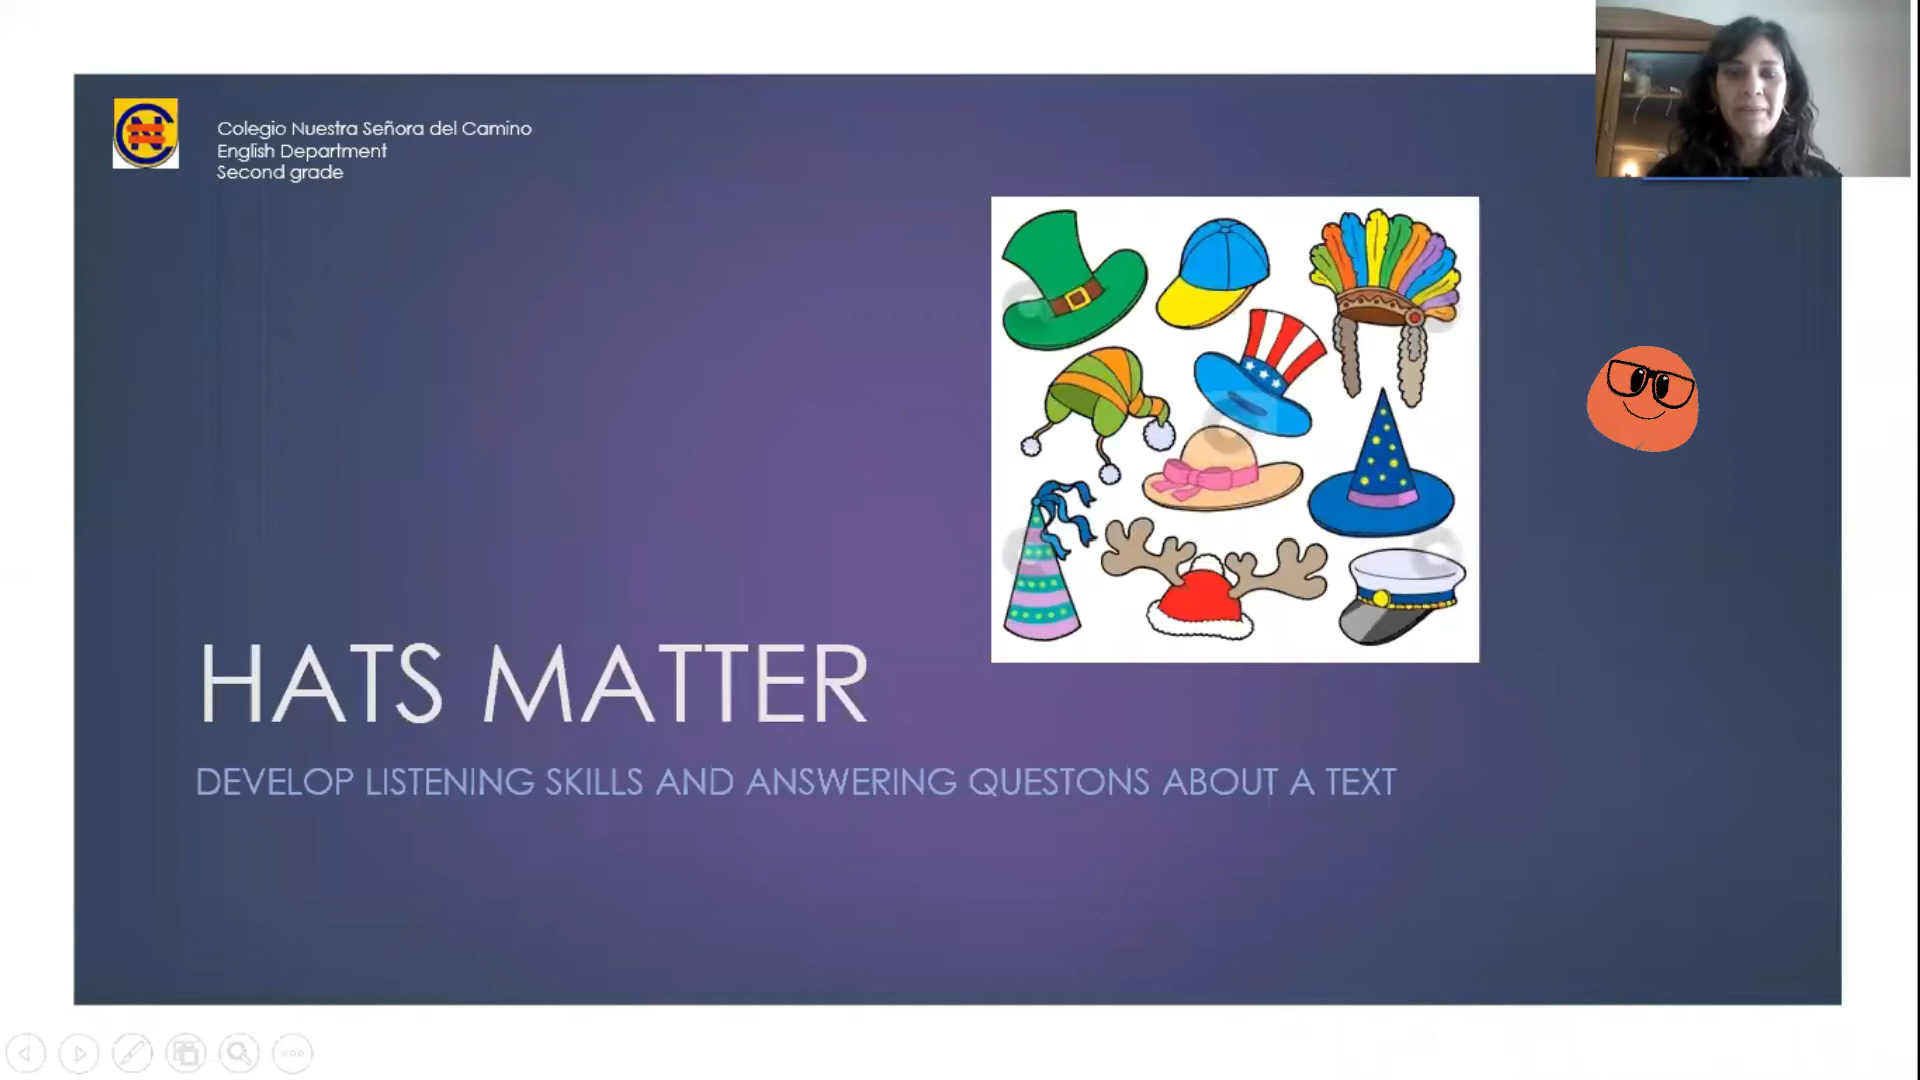 Colegio Nuestra Señora del Camino
English Department
Second grade
HATS MATTER
DEVELOP LISTENING SKILLS AND ANSWERING QUESTONS ABOUT A TEXT